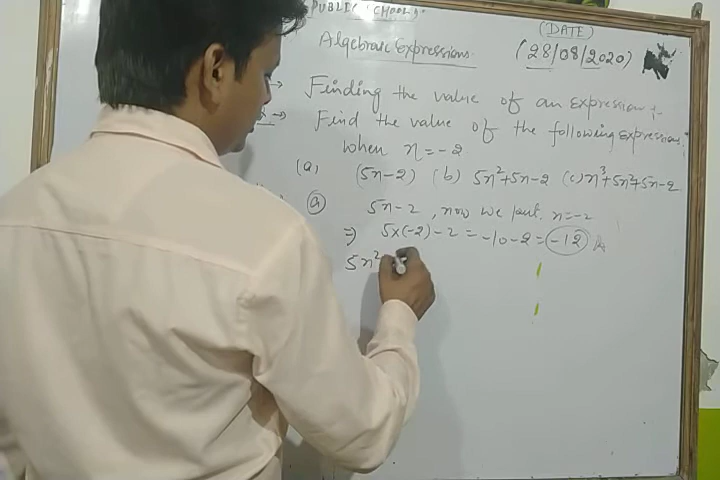 PUBLIC SCHOOL
(DATE)
Algebraic Expressions
(28/08/2020)
→ Finding the value of an expression:-
→ Find the value of the following expressions,
when n=-2
(a) (5n-2) (b) 5n²+5n-2 (c) n³+5n²+5n-2
(a) 5n-2, now we put n=-2
⇒ 5×(-2)-2 = -10-2 = -12
5n²